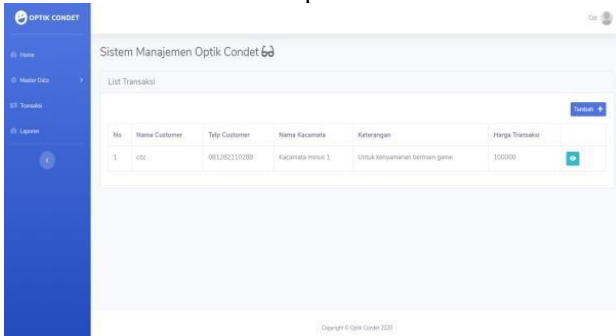 OPTIK CONDET
Home
Master Data
Transaksi
Laporan
Sistem Manajemen Optik Condet
List Transaksi
Tambah +
No Nama Customer Telp Customer Nama Kacamata Keterangan Harga Transaksi
1 081282110288 Kacamata minus 1 Untuk kenyamanan bermain game 100000
Copyright © Optik Condet 2020